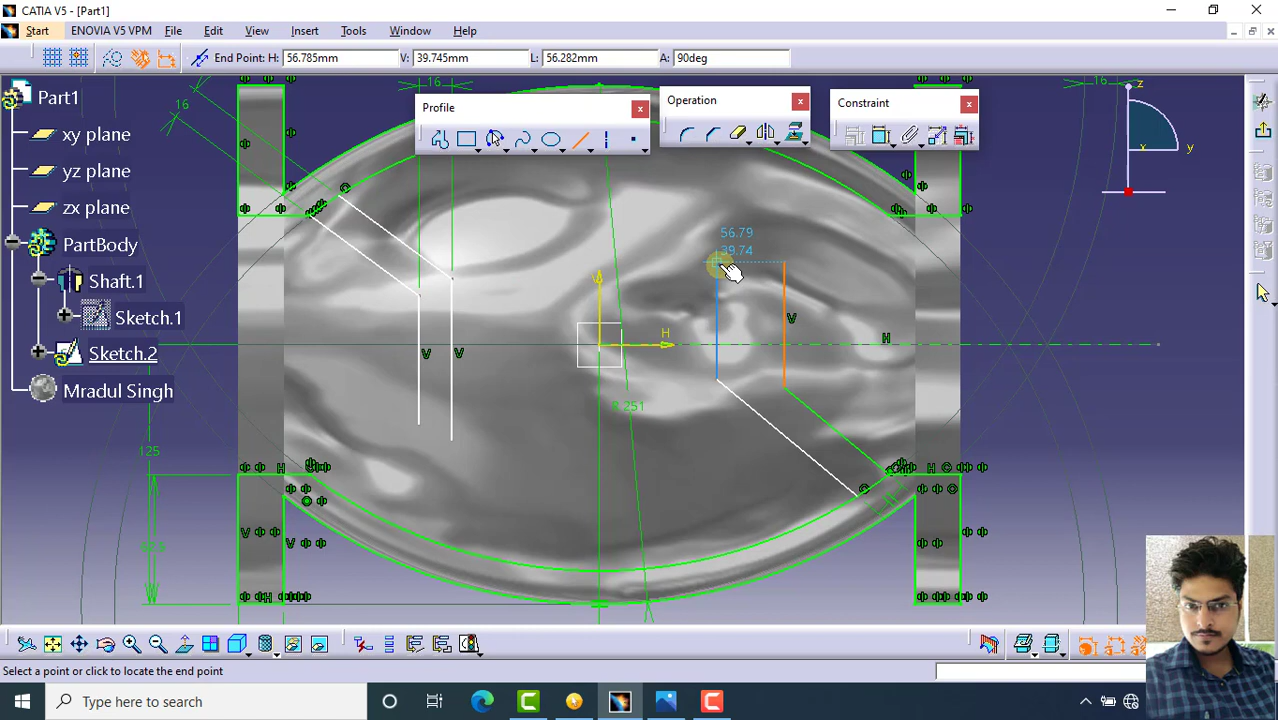 CATIA V5 - [Part1]
Start ENOVIA V5 VPM File Edit View Insert Tools Window Help
End Point: H: 56.785mm V: 39.745mm L: 56.282mm A: 90deg
Profile
Operation
Constraint
Part1
xy plane
yz plane
zx plane
PartBody
Shaft.1
Sketch.1
Sketch.2
Mradul Singh
16
16
16
z
x
y
56.79
39.74
H
V
V
V
H
125
H
H
V
V
H
Select a point or click to locate the end point
Type here to search